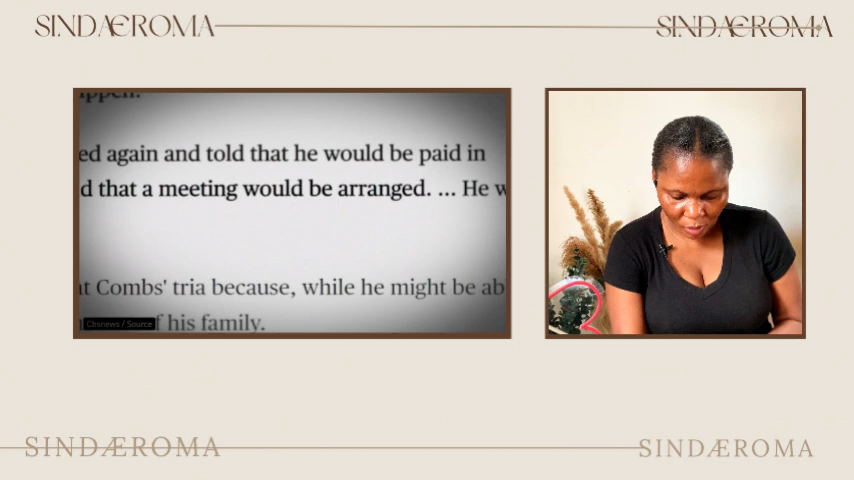 SINDÆROMA
SINDÆROMA
ed again and told that he would be paid in
d that a meeting would be arranged. ... He w
t Combs' tria because, while he might be ab
Cbsnews / Source
f his family.
SINDÆROMA
SINDÆROMA